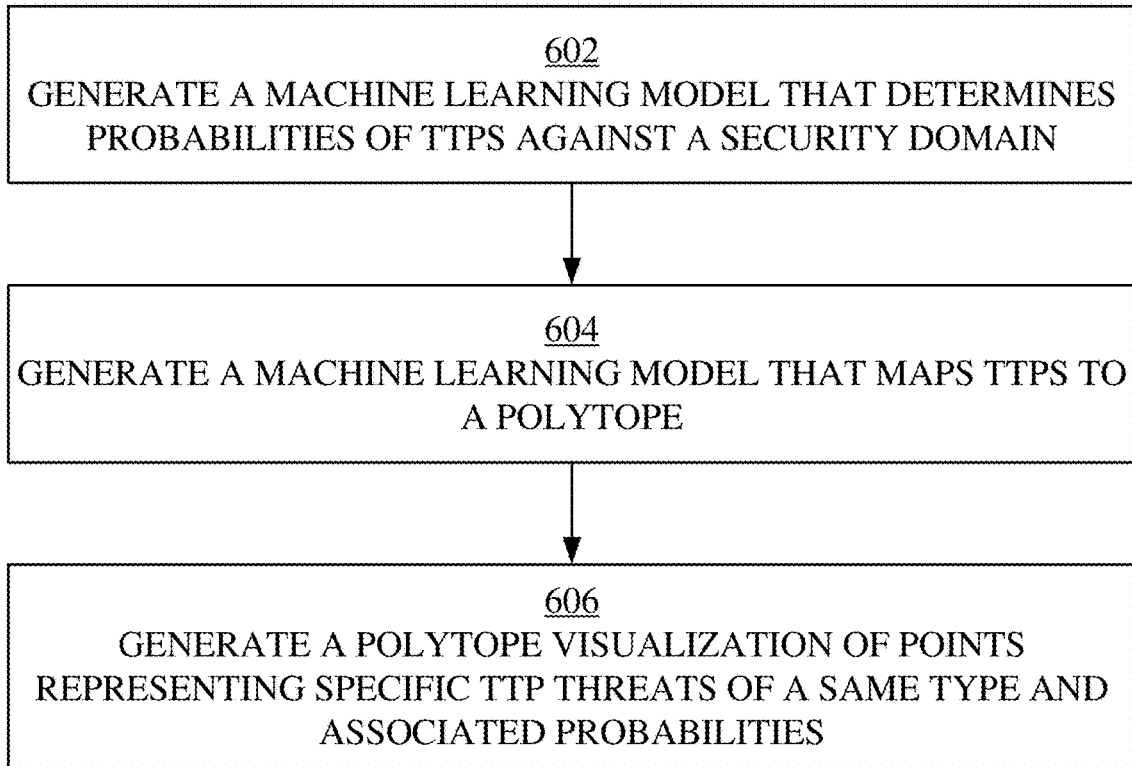 602
GENERATE A MACHINE LEARNING MODEL THAT DETERMINES
PROBABILITIES OF TTPS AGAINST A SECURITY DOMAIN
604
GENERATE A MACHINE LEARNING MODEL THAT MAPS TTPS TO
A POLYTOPE
606
GENERATE A POLYTOPE VISUALIZATION OF POINTS
REPRESENTING SPECIFIC TTP THREATS OF A SAME TYPE AND
ASSOCIATED PROBABILITIES